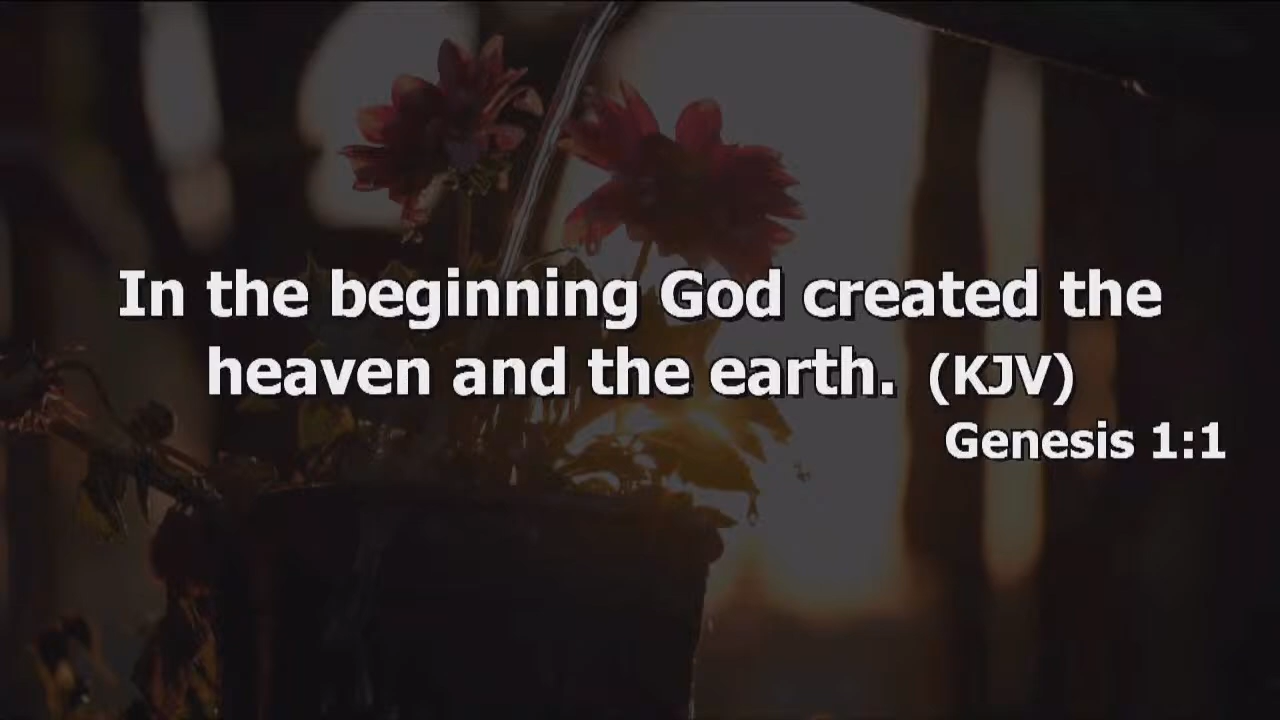 In the beginning God created the
heaven and the earth. (KJV)
Genesis 1:1